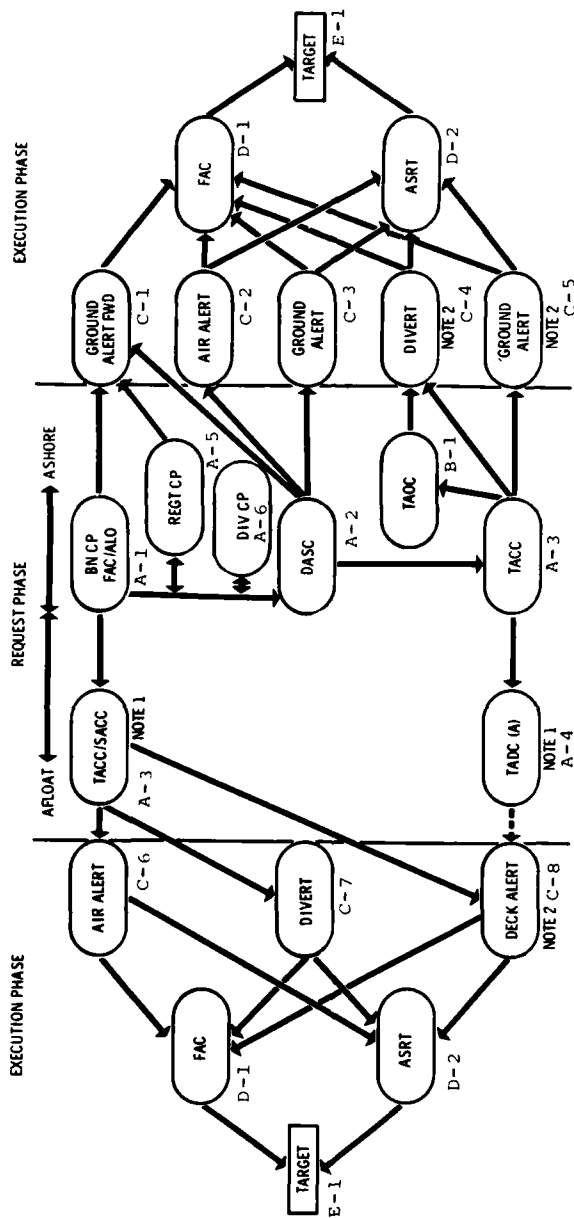 EXECUTION PHASE
REQUEST PHASE
EXECUTION PHASE
AFLOAT
ASHORE
AIR ALERT
C-6
TACC/SACC
A-3
NOTE 1
BN CP
FAC/ALO
A-1
GROUND
ALERT FWD
C-1
FAC
D-1
REGT CP
A-5
AIR ALERT
C-2
FAC
D-1
DIV CP
A-6
TARGET
E-1
DIVERT
C-7
DASC
A-2
GROUND
ALERT
C-3
TARGET
E-1
ASRT
D-2
TAOC
B-1
DIVERT
NOTE 2
C-4
ASRT
D-2
DECK ALERT
NOTE 2 C-8
TADC (A)
NOTE 1
A-4
TACC
A-3
'GROUND
ALERT
NOTE 2
C-5